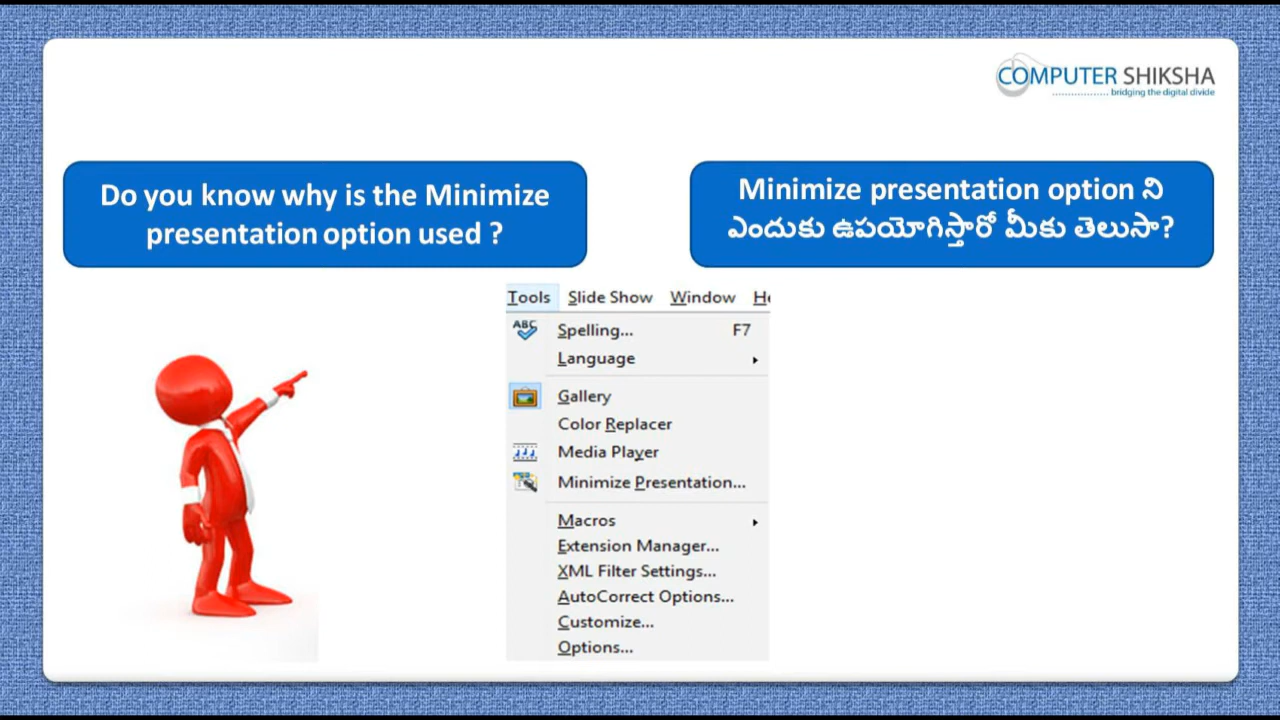 COMPUTER SHIKSHA
bridging the digital divide
Do you know why is the Minimize
presentation option used ?
Minimize presentation option ని
ఎందుకు ఉపయోగిస్తారో మీకు తెలుసా?
Tools Slide Show Window He
ABC Spelling... F7
Language
Gallery
Color Replacer
Media Player
Minimize Presentation...
Macros
Extension Manager...
XML Filter Settings...
AutoCorrect Options...
Customize...
Options...